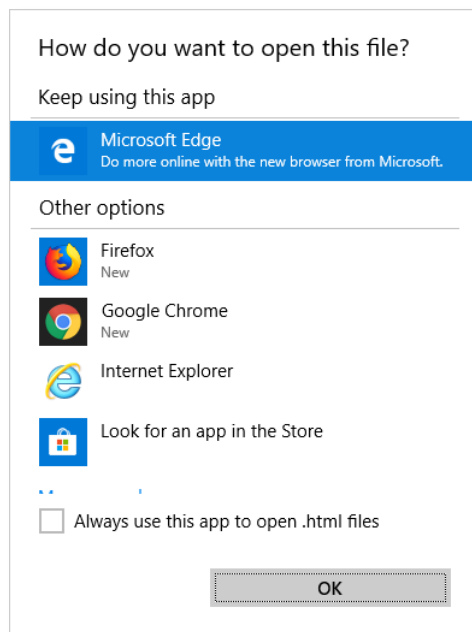 How do you want to open this file?
Keep using this app
Microsoft Edge
Do more online with the new browser from Microsoft.
Other options
Firefox
New
Google Chrome
New
Internet Explorer
Look for an app in the Store
Always use this app to open .html files
OK